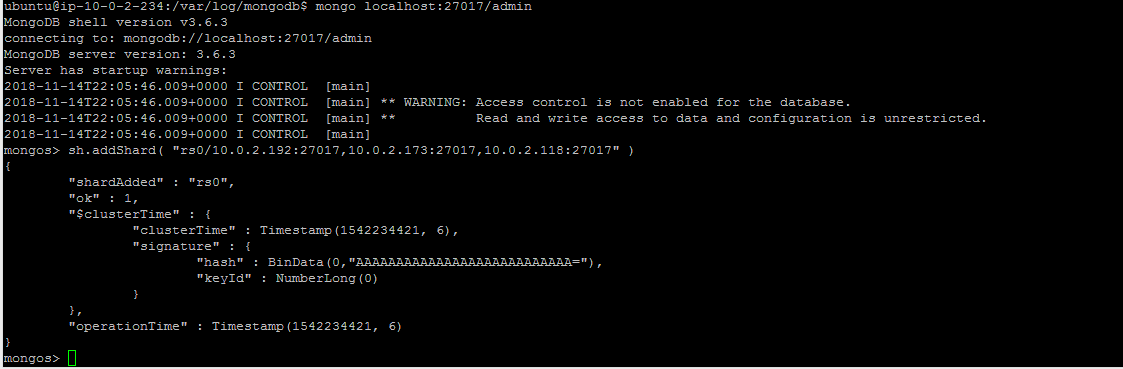 ubuntu@ip-10-0-2-234:/var/log/mongodb$ mongo localhost:27017/admin
MongoDB shell version v3.6.3
connecting to: mongodb://localhost:27017/admin
MongoDB server version: 3.6.3
Server has startup warnings:
2018-11-14T22:05:46.009+0000 I CONTROL  [main]
2018-11-14T22:05:46.009+0000 I CONTROL  [main] ** WARNING: Access control is not enabled for the database.
2018-11-14T22:05:46.009+0000 I CONTROL  [main] **          Read and write access to data and configuration is unrestricted.
2018-11-14T22:05:46.009+0000 I CONTROL  [main]
mongos> sh.addShard( "rs0/10.0.2.192:27017,10.0.2.173:27017,10.0.2.118:27017" )
{
        "shardAdded" : "rs0",
        "ok" : 1,
        "$clusterTime" : {
                "clusterTime" : Timestamp(1542234421, 6),
                "signature" : {
                        "hash" : BinData(0,"AAAAAAAAAAAAAAAAAAAAAAAAAAA="),
                        "keyId" : NumberLong(0)
                }
        },
        "operationTime" : Timestamp(1542234421, 6)
}
mongos>